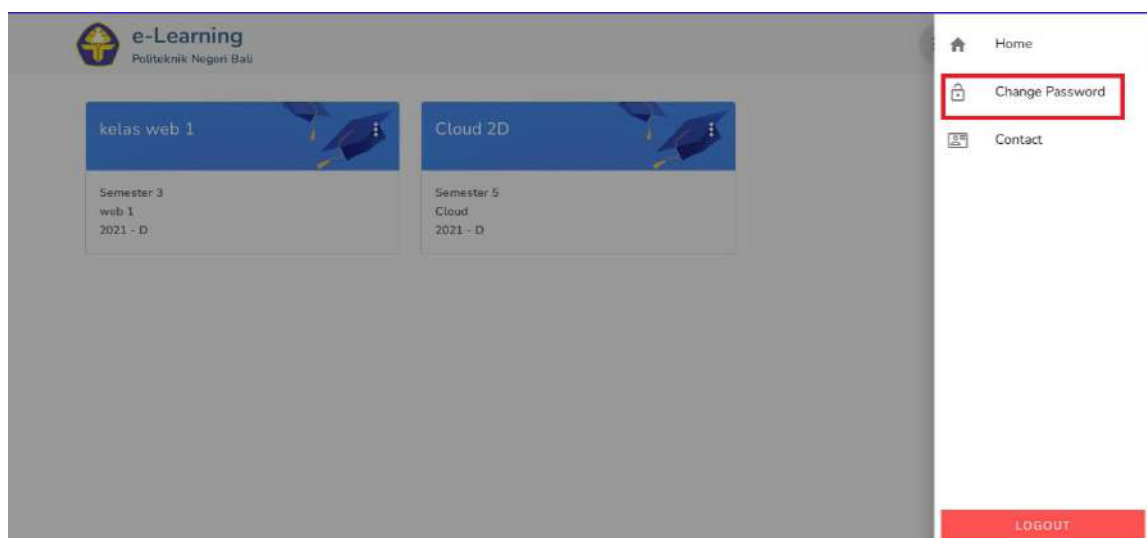 e-Learning
Politeknik Negeri Bali
kelas web 1
Semester 3
web 1
2021 - D
Cloud 2D
Semester 5
Cloud
2021 - D
Home
Change Password
Contact
LOGOUT